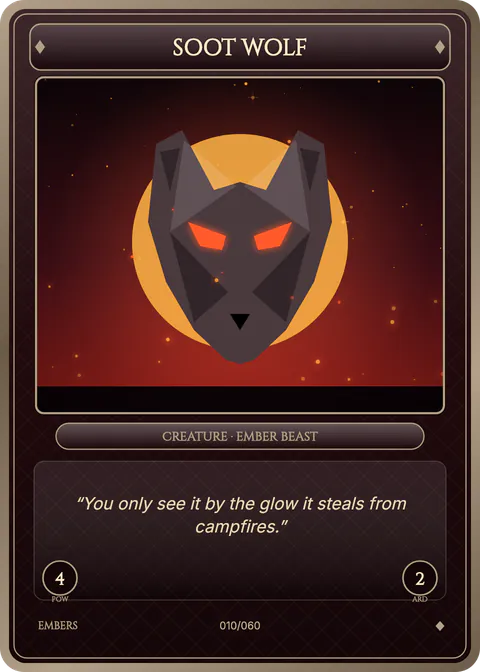 SOOT WOLF
CREATURE · EMBER BEAST
“You only see it by the glow it steals from
campfires.”
4
POW
2
ARD
EMBERS
010/060